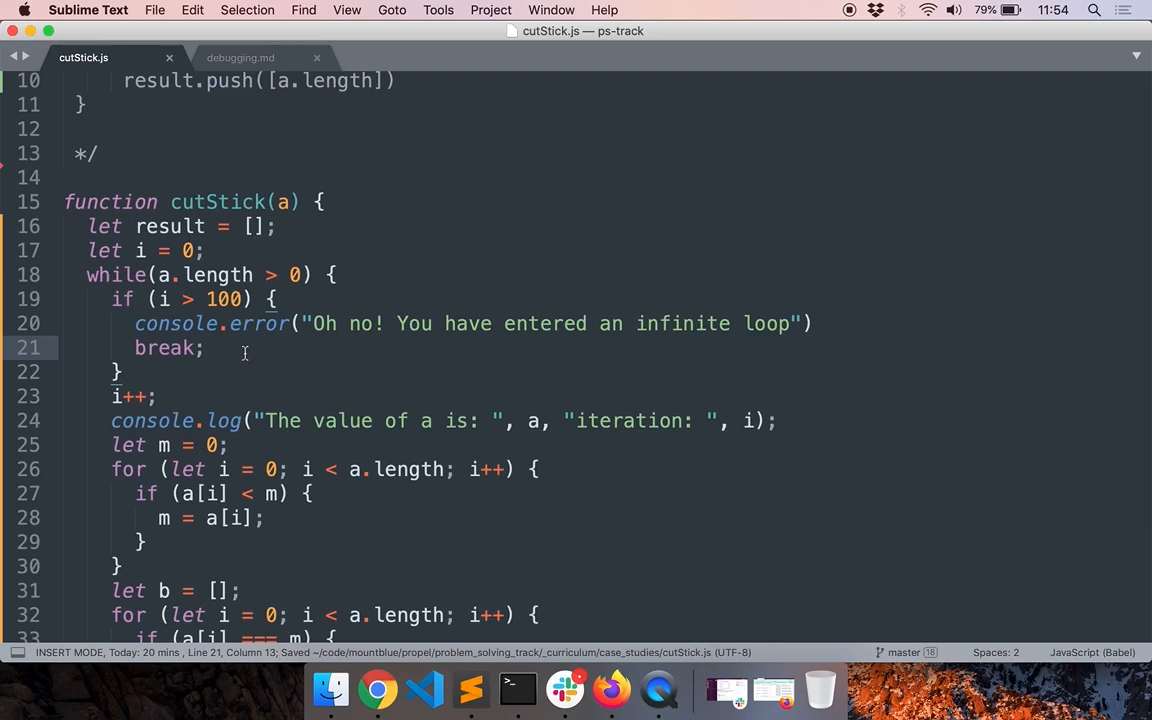 Sublime Text File Edit Selection Find View Goto Tools Project Window Help 79% 11:54
cutStick.js — ps-track
cutStick.js debugging.md
10 result.push([a.length])
11 }
12
13 */
14
15 function cutStick(a) {
16 let result = [];
17 let i = 0;
18 while(a.length > 0) {
19 if (i > 100) {
20 console.error("Oh no! You have entered an infinite loop")
21 break;
22 }
23 i++;
24 console.log("The value of a is: ", a, "iteration: ", i);
25 let m = 0;
26 for (let i = 0; i < a.length; i++) {
27 if (a[i] < m) {
28 m = a[i];
29 }
30 }
31 let b = [];
32 for (let i = 0; i < a.length; i++) {
33 if (a[i] === m) {
INSERT MODE, Today: 20 mins , Line 21, Column 13; Saved ~/code/mountblue/propel/problem_solving_track/_curriculum/case_studies/cutStick.js (UTF-8) master 18 Spaces: 2 JavaScript (Babel)